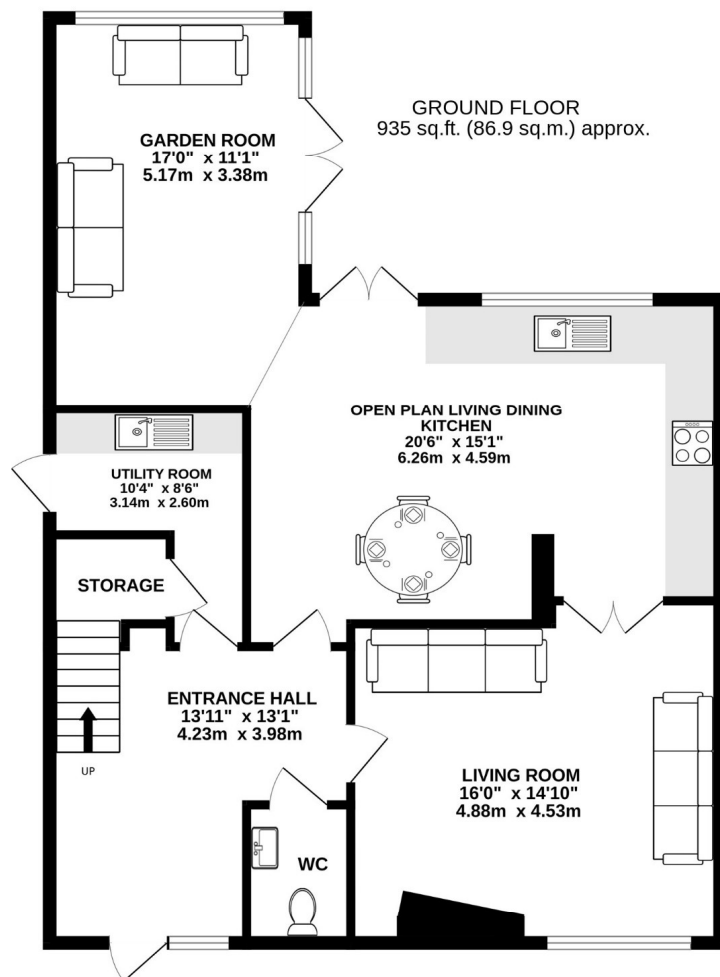 GROUND FLOOR
935 sq.ft. (86.9 sq.m.) approx.
GARDEN ROOM
17'0" x 11'1"
5.17m x 3.38m
OPEN PLAN LIVING DINING
KITCHEN
20'6" x 15'1"
6.26m x 4.59m
UTILITY ROOM
10'4" x 8'6"
3.14m x 2.60m
STORAGE
ENTRANCE HALL
13'11" x 13'1"
4.23m x 3.98m
UP
LIVING ROOM
16'0" x 14'10"
4.88m x 4.53m
WC